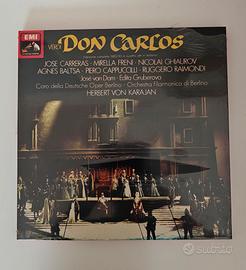 EMI
VERDI
DON CARLOS
JOSE CARRERAS • MIRELLA FRENI • NICOLAI GHIAUROV
AGNES BALTSA • PIERO CAPPUCCILLI • RUGGERO RAIMONDI
José van Dam • Edita Gruberova
Coro della Deutsche Oper Berlino • Orchestra Filarmonica di Berlino
HERBERT VON KARAJAN
subito